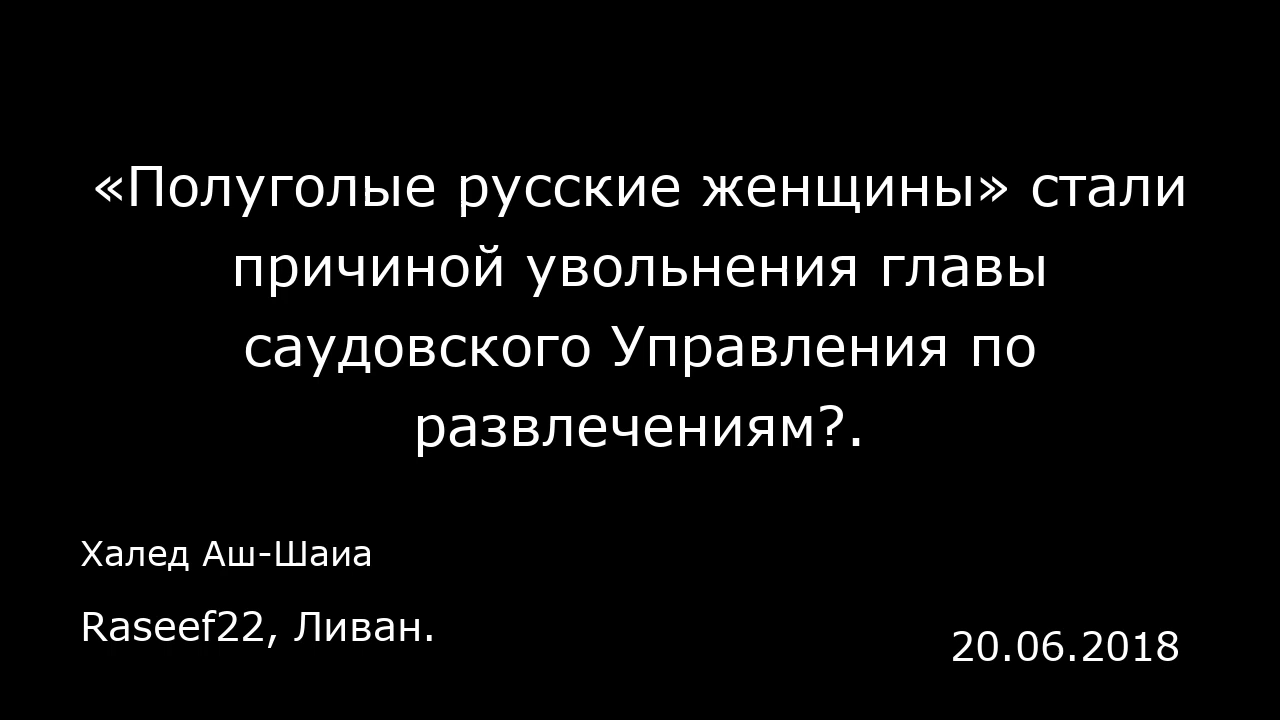 «Полуголые русские женщины» стали
причиной увольнения главы
саудовского Управления по
развлечениям?.
Халед Аш-Шаиа
Raseef22, Ливан.
20.06.2018